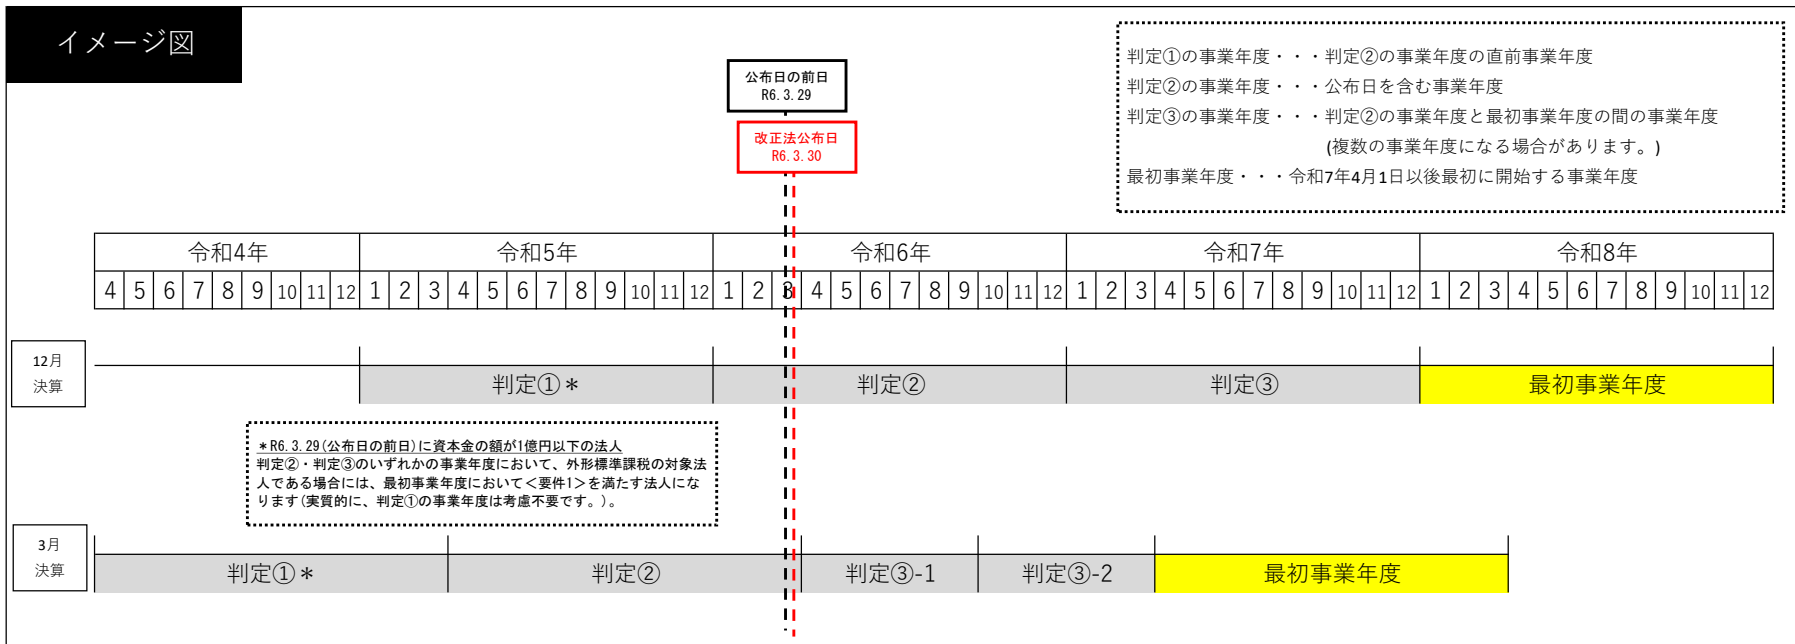 イメージ図
公布日の前日
R6.3.29
改正法公布日
R6.3.30
判定①の事業年度・・・判定②の事業年度の直前事業年度
判定②の事業年度・・・公布日を含む事業年度
判定③の事業年度・・・判定②の事業年度と最初事業年度の間の事業年度
(複数の事業年度になる場合があります。)
最初事業年度・・・令和7年4月1日以後最初に開始する事業年度
令和4年 令和5年 令和6年 令和7年 令和8年
4 5 6 7 8 9 10 11 12 1 2 3 4 5 6 7 8 9 10 11 12 1 2 3 4 5 6 7 8 9 10 11 12 1 2 3 4 5 6 7 8 9 10 11 12 1 2 3 4 5 6 7 8 9 10 11 12
12月
決算
判定①* 判定② 判定③ 最初事業年度
*R6.3.29(公布日の前日)に資本金の額が1億円以下の法人
判定②・判定③のいずれかの事業年度において、外形標準課税の対象法
人である場合には、最初事業年度において<要件1>を満たす法人にな
ります(実質的に、判定①の事業年度は考慮不要です。)。
3月
決算
判定①* 判定② 判定③-1 判定③-2 最初事業年度